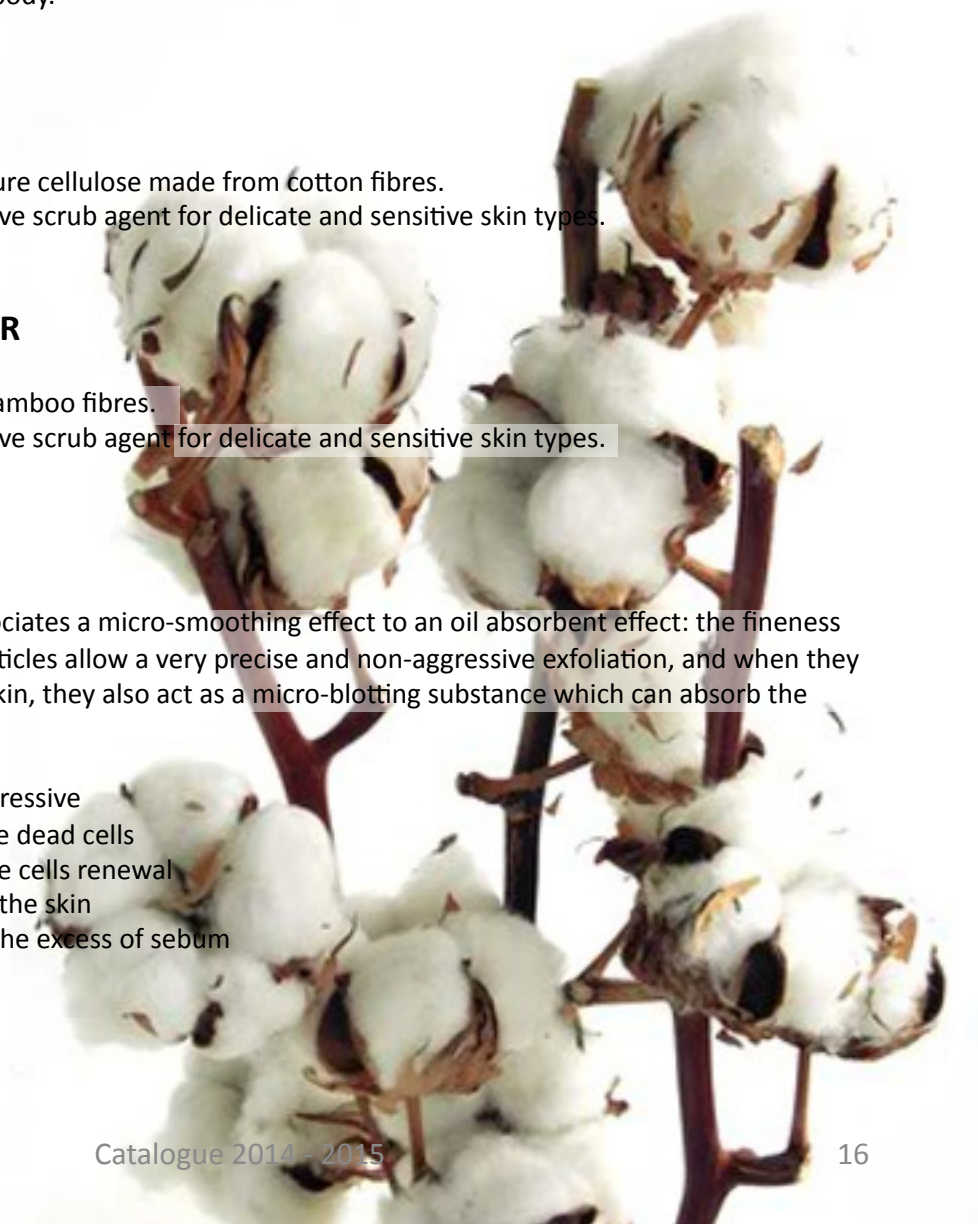 ody.
ure cellulose made from cotton fibres.
ve scrub agent for delicate and sensitive skin types.
R
amboo fibres.
ve scrub agent for delicate and sensitive skin types.
ciates a micro-smoothing effect to an oil absorbent effect: the fineness
ticles allow a very precise and non-aggressive exfoliation, and when they
kin, they also act as a micro-blotting substance which can absorb the
ressive
e dead cells
e cells renewal
the skin
he excess of sebum
Catalogue 2014 - 2015 16